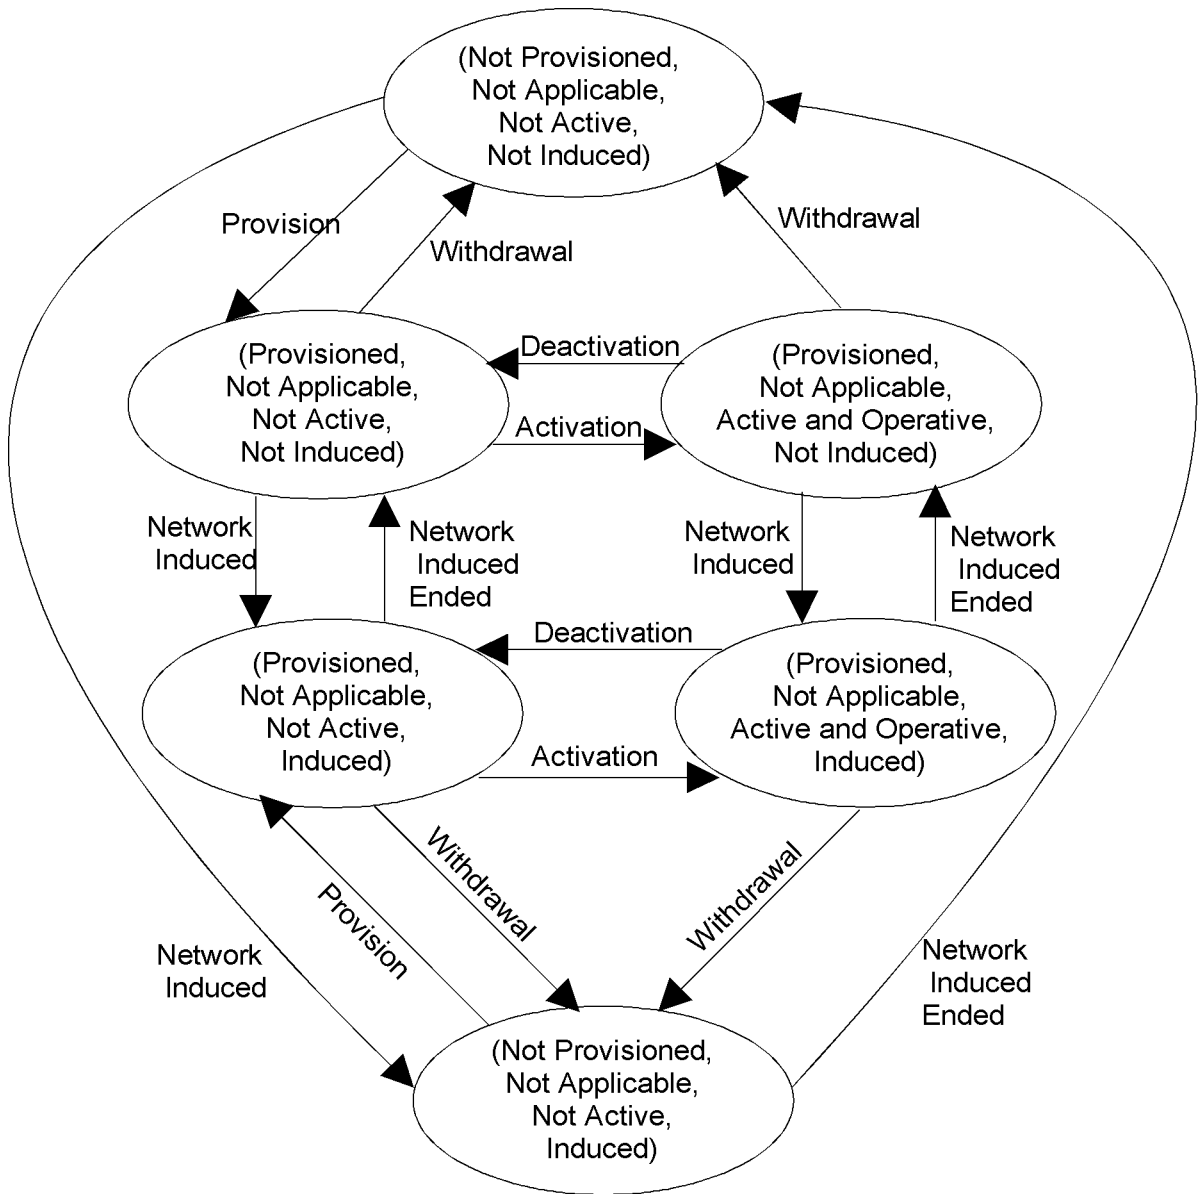 (Not Provisioned,
Not Applicable,
Not Active,
Not Induced)
Provision
Withdrawal
Withdrawal
(Provisioned,
Not Applicable,
Not Active,
Not Induced)
Deactivation
Activation
(Provisioned,
Not Applicable,
Active and Operative,
Not Induced)
Network
Induced
Network
Induced
Ended
Network
Induced
Network
Induced
Ended
(Provisioned,
Not Applicable,
Not Active,
Induced)
Deactivation
Activation
(Provisioned,
Not Applicable,
Active and Operative,
Induced)
Withdrawal
Provision
Withdrawal
Network
Induced
Network
Induced
Ended
(Not Provisioned,
Not Applicable,
Not Active,
Induced)